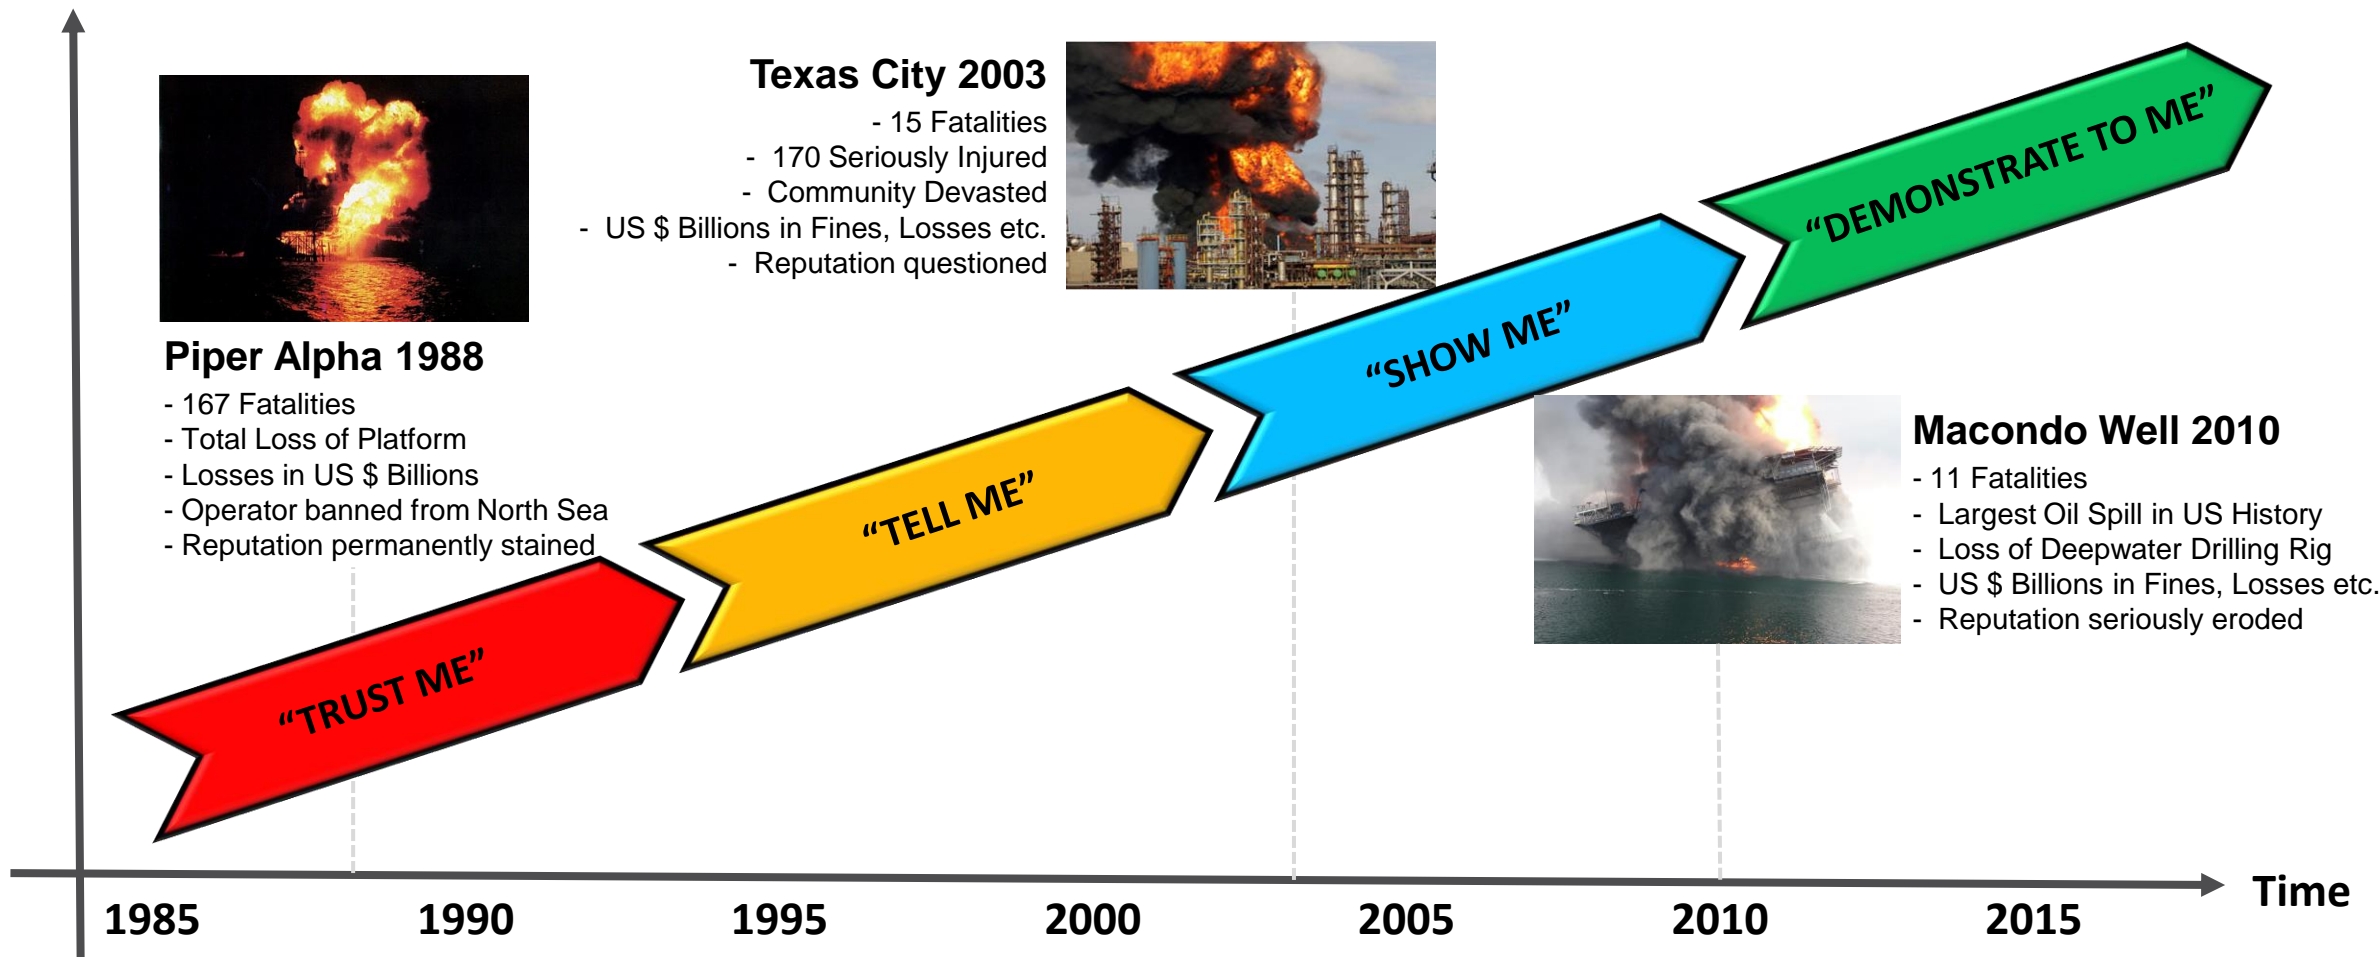 Piper Alpha 1988
- 167 Fatalities
- Total Loss of Platform
- Losses in US $ Billions
- Operator banned from North Sea
- Reputation permanently stained
Texas City 2003
- 15 Fatalities
- 170 Seriously Injured
- Community Devasted
- US $ Billions in Fines, Losses etc.
- Reputation questioned
Macondo Well 2010
- 11 Fatalities
- Largest Oil Spill in US History
- Loss of Deepwater Drilling Rig
- US $ Billions in Fines, Losses etc.
- Reputation seriously eroded
“TRUST ME”
“TELL ME”
“SHOW ME”
“DEMONSTRATE TO ME”
1985 1990 1995 2000 2005 2010 2015
Time